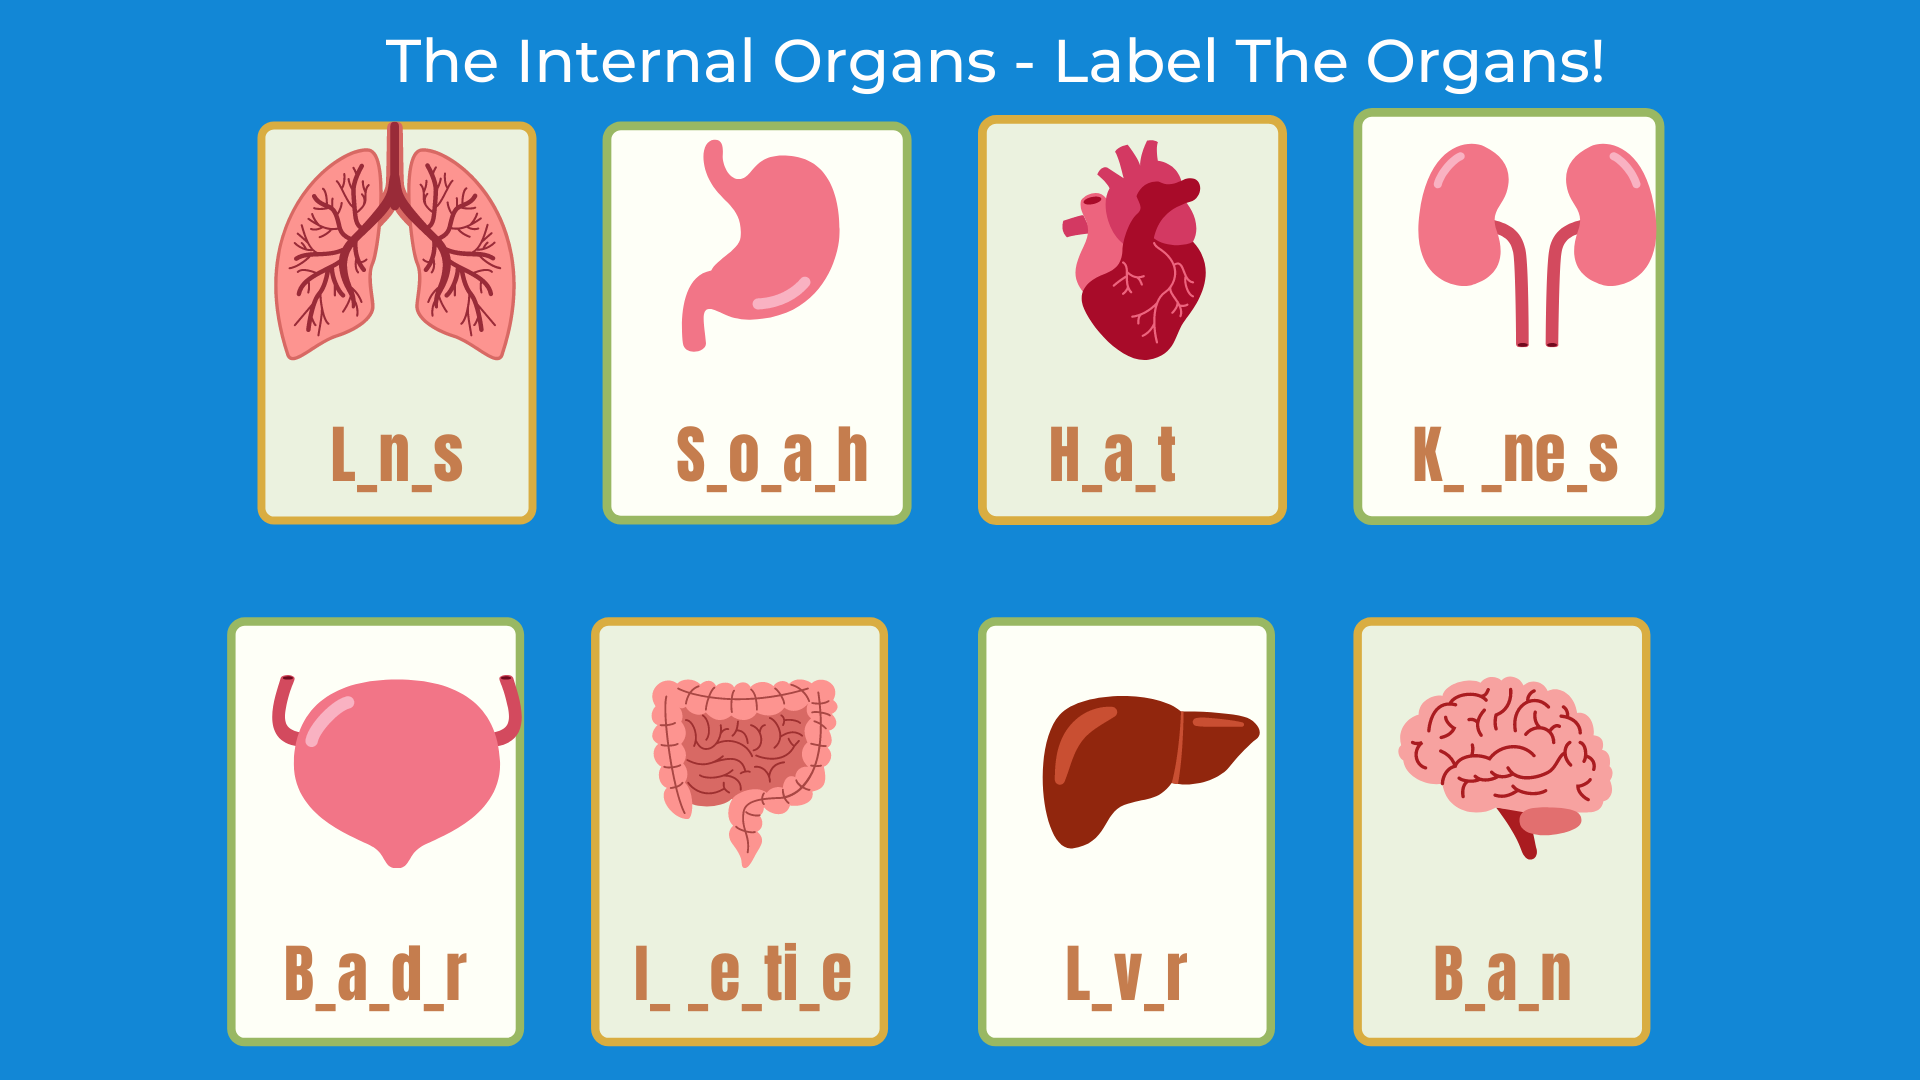 The Internal Organs - Label The Organs!
L_n_s
S_o_a_h
H_a_t
K_ _ne_s
B_a_d_r
I_ _e_ti_e
L_v_r
B_a_n